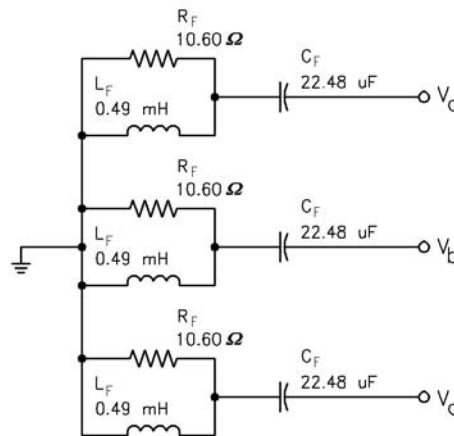 R_F
10.60 Ω
L_F
0.49 mH
C_F
22.48 uF
V
R_F
10.60 Ω
L_F
0.49 mH
C_F
22.48 uF
V_b
R_F
10.60 Ω
L_F
0.49 mH
C_F
22.48 uF
V_c